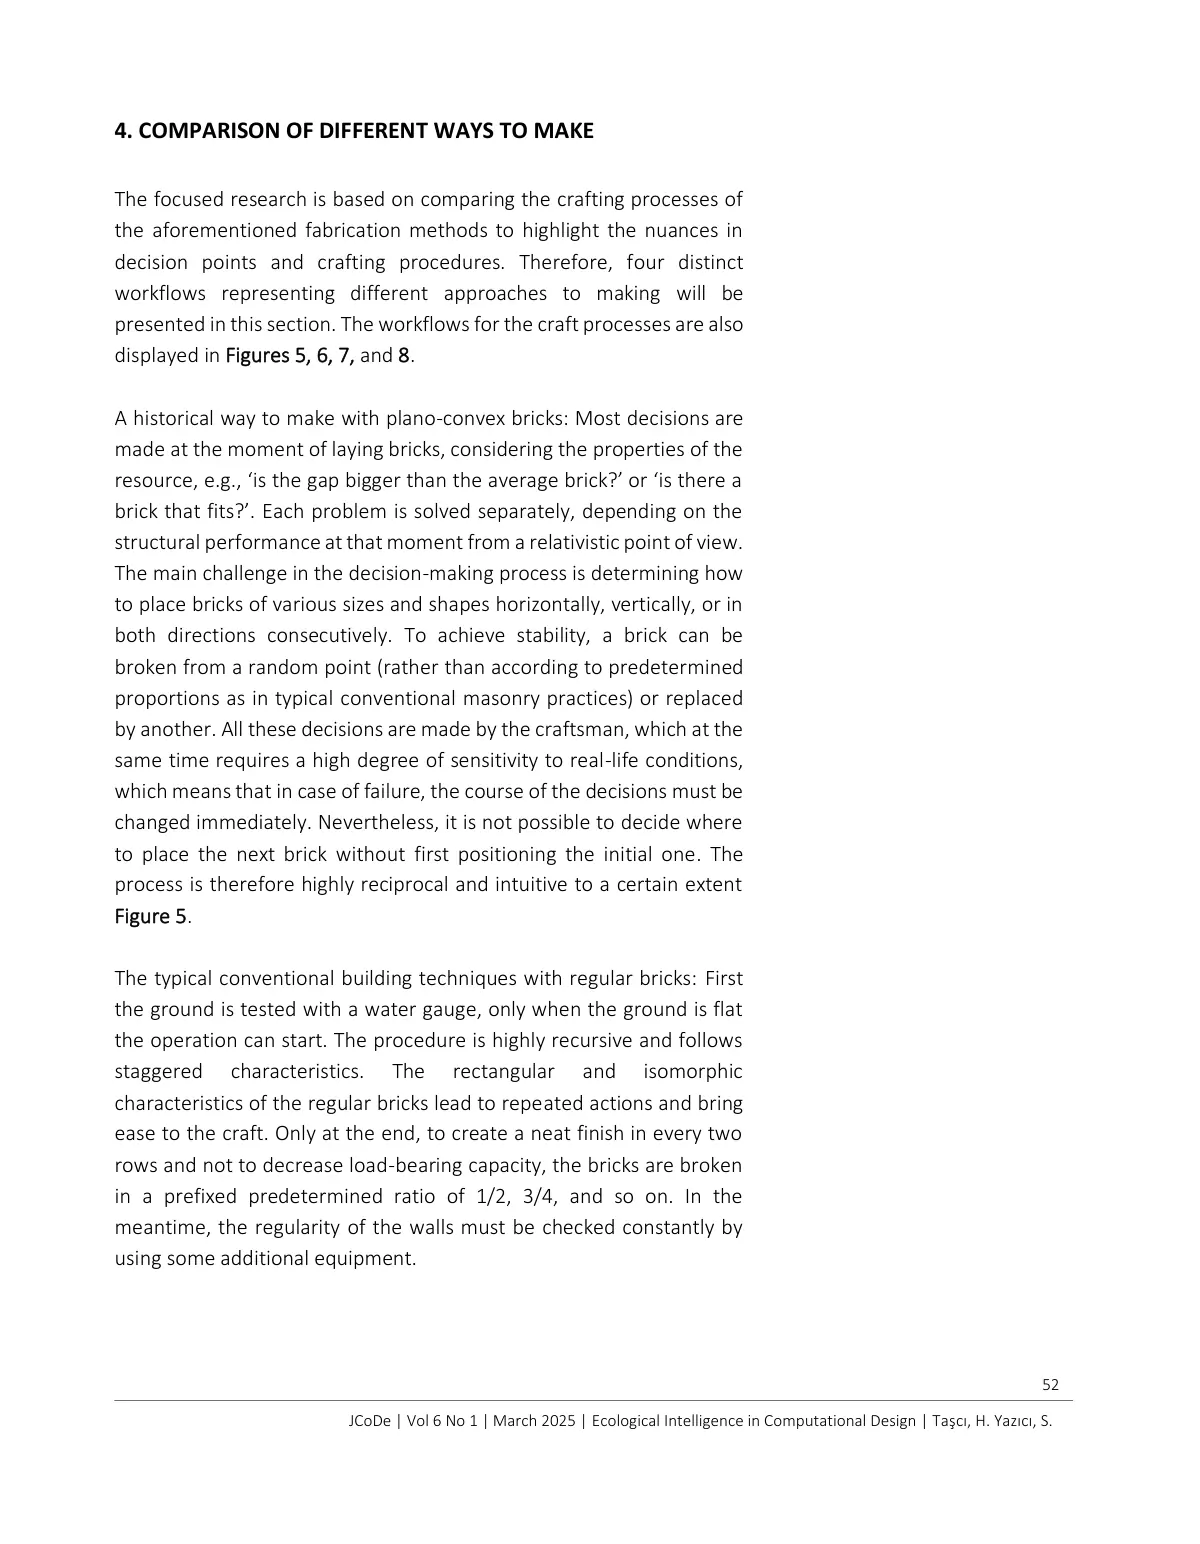 4. COMPARISON OF DIFFERENT WAYS TO MAKE
The focused research is based on comparing the crafting processes of
the aforementioned fabrication methods to highlight the nuances in
decision points and crafting procedures. Therefore, four distinct
workflows representing different approaches to making will be
presented in this section. The workflows for the craft processes are also
displayed in Figures 5, 6, 7, and 8.
A historical way to make with plano-convex bricks: Most decisions are
made at the moment of laying bricks, considering the properties of the
resource, e.g., ‘is the gap bigger than the average brick?’ or ‘is there a
brick that fits?’. Each problem is solved separately, depending on the
structural performance at that moment from a relativistic point of view.
The main challenge in the decision-making process is determining how
to place bricks of various sizes and shapes horizontally, vertically, or in
both directions consecutively. To achieve stability, a brick can be
broken from a random point (rather than according to predetermined
proportions as in typical conventional masonry practices) or replaced
by another. All these decisions are made by the craftsman, which at the
same time requires a high degree of sensitivity to real-life conditions,
which means that in case of failure, the course of the decisions must be
changed immediately. Nevertheless, it is not possible to decide where
to place the next brick without first positioning the initial one. The
process is therefore highly reciprocal and intuitive to a certain extent
Figure 5.
The typical conventional building techniques with regular bricks: First
the ground is tested with a water gauge, only when the ground is flat
the operation can start. The procedure is highly recursive and follows
staggered characteristics. The rectangular and isomorphic
characteristics of the regular bricks lead to repeated actions and bring
ease to the craft. Only at the end, to create a neat finish in every two
rows and not to decrease load-bearing capacity, the bricks are broken
in a prefixed predetermined ratio of 1/2, 3/4, and so on. In the
meantime, the regularity of the walls must be checked constantly by
using some additional equipment.
52
JCoDe | Vol 6 No 1 | March 2025 | Ecological Intelligence in Computational Design | Taşcı, H. Yazıcı, S.